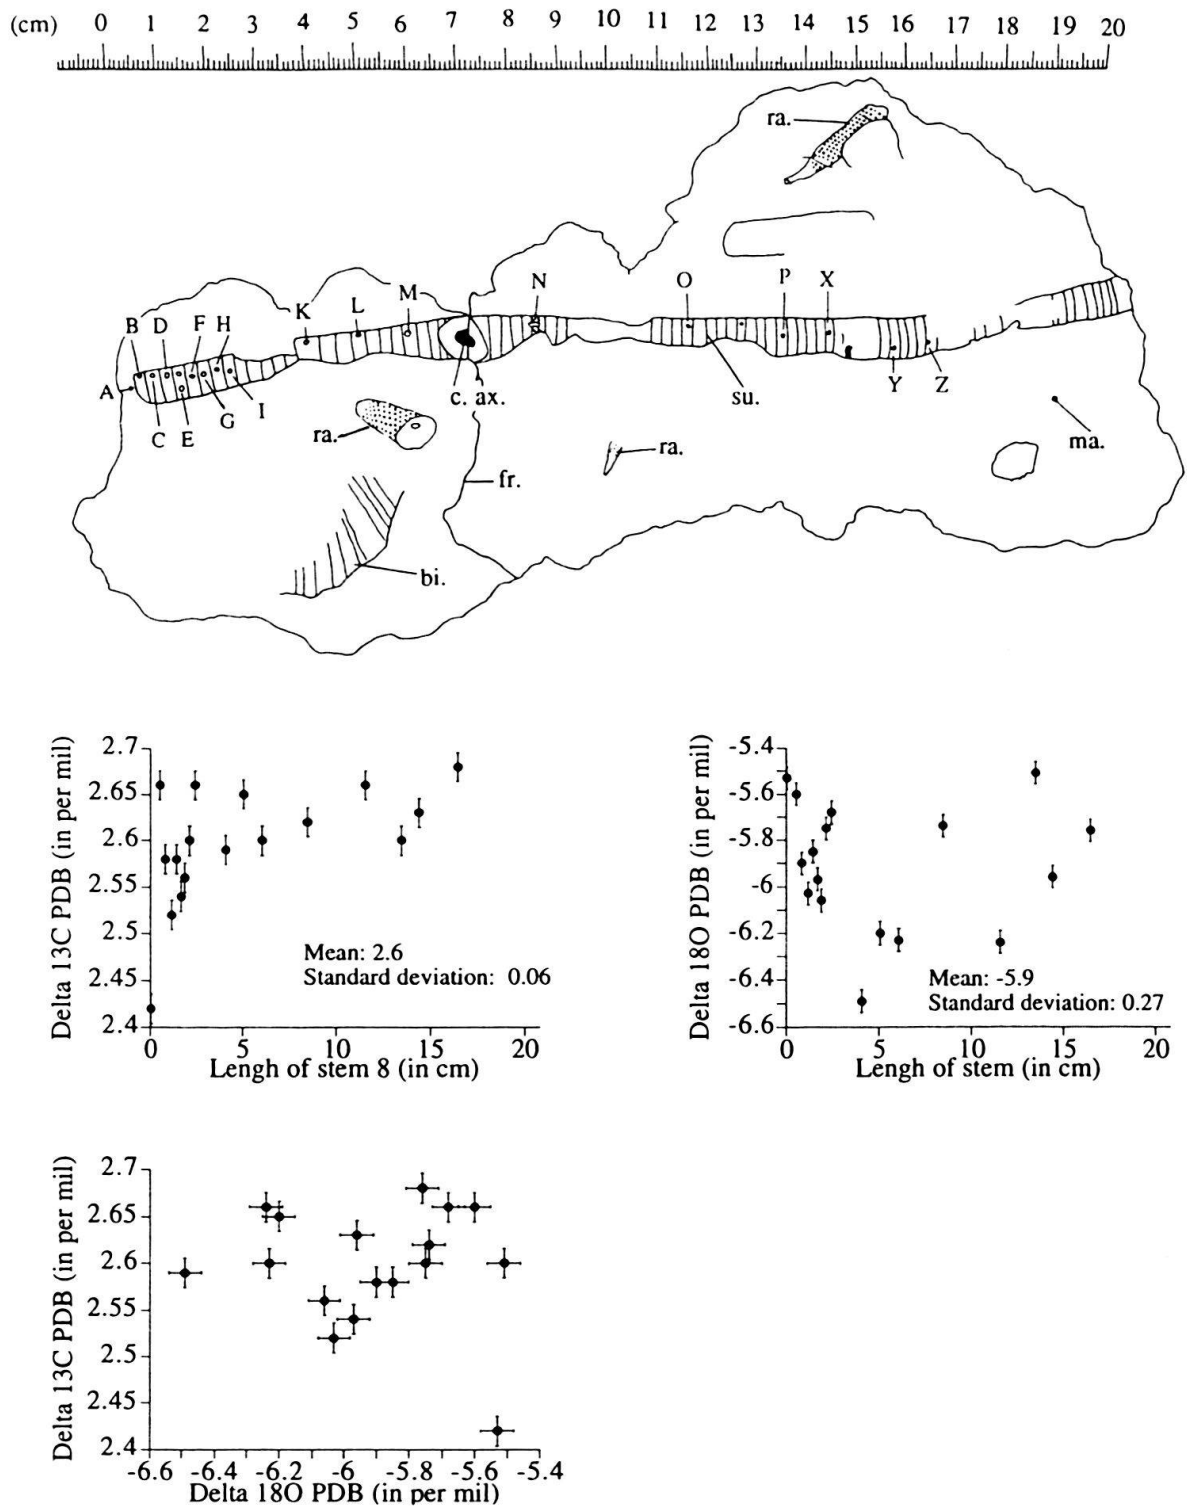 (cm) 0 1 2 3 4 5 6 7 8 9 10 11 12 13 14 15 16 17 18 19 20
ra.
B D F H K L M N O P X
A
C E G I
c. ax.
su.
Y Z
ra.
ra.
ma.
fr.
bi.
Delta 13C PDB (in per mil)
2.7
2.65
2.6
2.55
2.5
2.45
2.4
Mean: 2.6
Standard deviation: 0.06
0 5 10 15 20
Lengh of stem 8 (in cm)
Delta 18O PDB (in per mil)
-5.4
-5.6
-5.8
-6
-6.2
-6.4
-6.6
Mean: -5.9
Standard deviation: 0.27
0 5 10 15 20
Lengh of stem (in cm)
Delta 13C PDB (in per mil)
2.7
2.65
2.6
2.55
2.5
2.45
2.4
-6.6 -6.4 -6.2 -6 -5.8 -5.6 -5.4
Delta 18O PDB (in per mil)